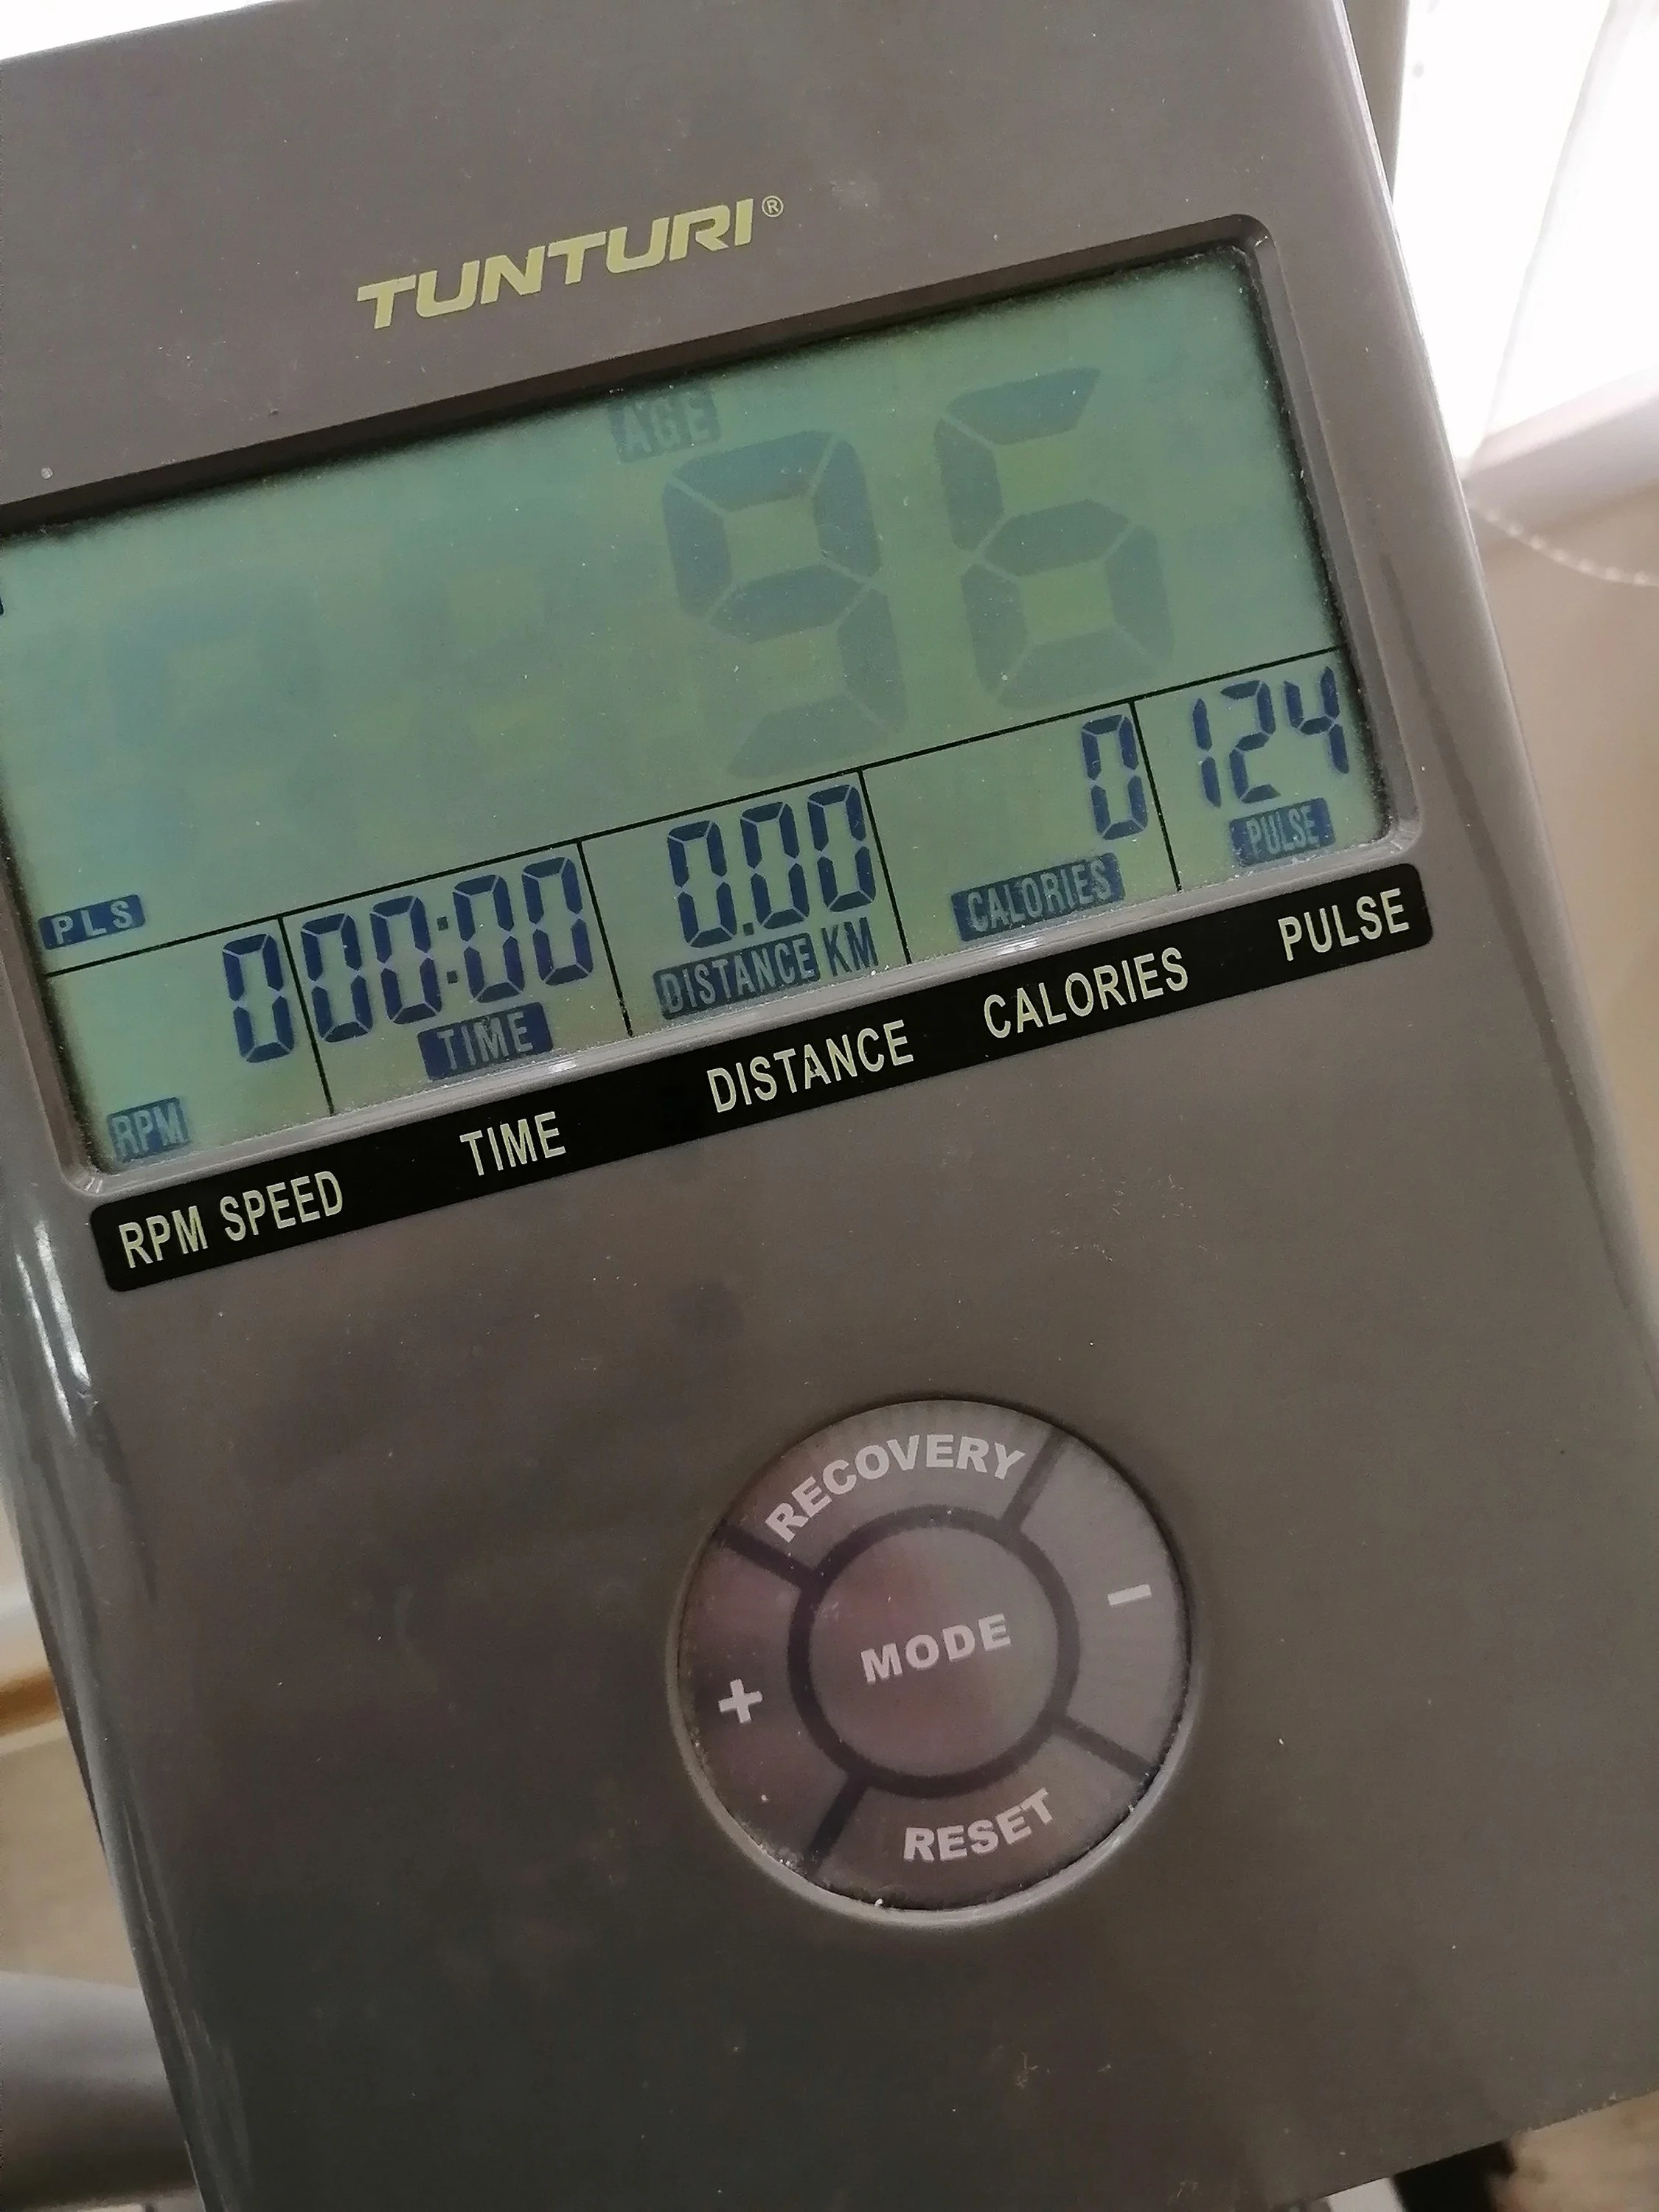 TUNTURI®
AGE
96
PLS
0 00:00 0.00 0 124
RPM TIME DISTANCE KM CALORIES PULSE
RPM SPEED TIME DISTANCE CALORIES PULSE
RECOVERY
+ MODE −
RESET